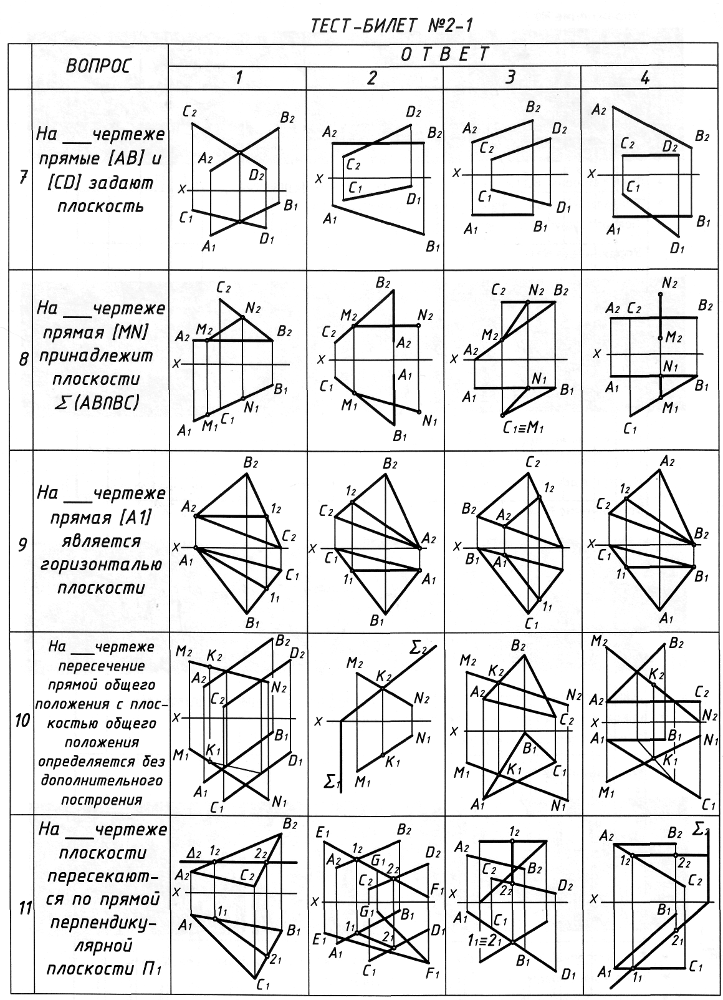 ТЕСТ-БИЛЕТ №2-1
ВОПРОС
ОТВЕТ
1 2 3 4
7
На ___чертеже
прямые [AB] и
[CD] задают
плоскость
C2 B2 A2 D2 X C1 B1 A1 D1
D2 A2 B2 C2 X C1 D1 A1 B1
B2 A2 D2 C2 X C1 D1 A1 B1
A2 B2 C2 D2 X C1 A1 B1 D1
8
На ___чертеже
прямая [MN]
принадлежит
плоскости
Σ (AB∩BC)
C2 N2 A2 M2 B2 X B1 N1 C1 M1 A1
B2 M2 N2 C2 A2 X A1 C1 M1 N1 B1
C2 N2 B2 M2 A2 X N1 A1 B1 C1≡M1
N2 A2 C2 B2 M2 X N1 A1 B1 M1 C1
9
На ___чертеже
прямая [A1]
является
горизонталью
плоскости
B2 A2 12 C2 X A1 C1 11 B1
B2 12 C2 A2 X C1 11 A1 B1
C2 12 B2 A2 X B1 A1 11 C1
A2 12 C2 B2 X C1 11 B1 A1
10
На ___чертеже
пересечение
прямой общего
положения с плос-
костью общего
положения
определяется без
дополнительного
построения
B2 M2 K2 D2 A2 N2 C2 X B1 M1 K1 D1 A1 C1 N1
Σ2 M2 K2 N2 X N1 K1 M1 Σ1
B2 M2 K2 A2 N2 C2 X B1 M1 K1 C1 A1 N1
M2 B2 K2 A2 C2 N2 X A1 B1 N1 K1 M1 C1
11
На ___чертеже
плоскости
пересекают-
ся по прямой
перпендику-
лярной
плоскости П1
B2 Δ2 12 22 A2 C2 X A1 11 B1 21 C1
E1 B2 12 D2 A2 G1 22 C2 F1 X G1 B1 E1 11 D1 A1 21 C1 F1
12 A2 B2 C2 D2 22 X A1 C1 11≡21 B1 D1
Σ2 A2 B2 12 22 C2 X B1 21 A1 11 C1